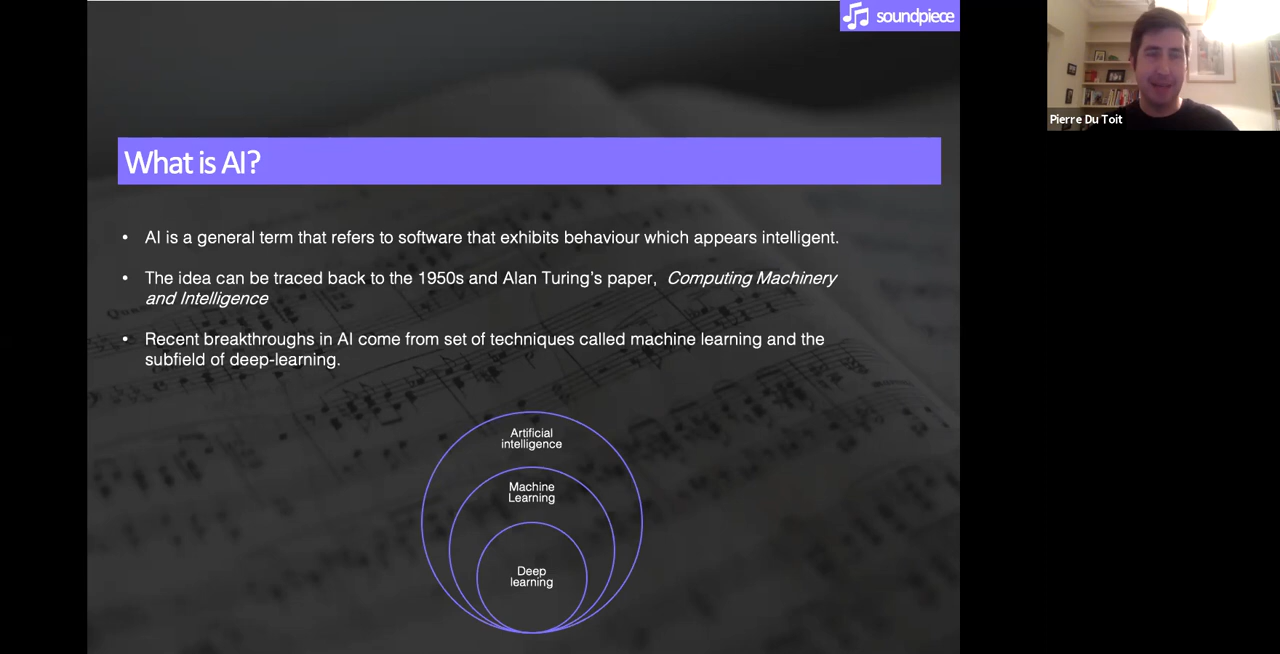 soundpiece
Pierre Du Toit
What is AI?
• AI is a general term that refers to software that exhibits behaviour which appears intelligent.
• The idea can be traced back to the 1950s and Alan Turing's paper, Computing Machinery
and Intelligence
• Recent breakthroughs in AI come from set of techniques called machine learning and the
subfield of deep-learning.
Artificial
intelligence
Machine
Learning
Deep
learning